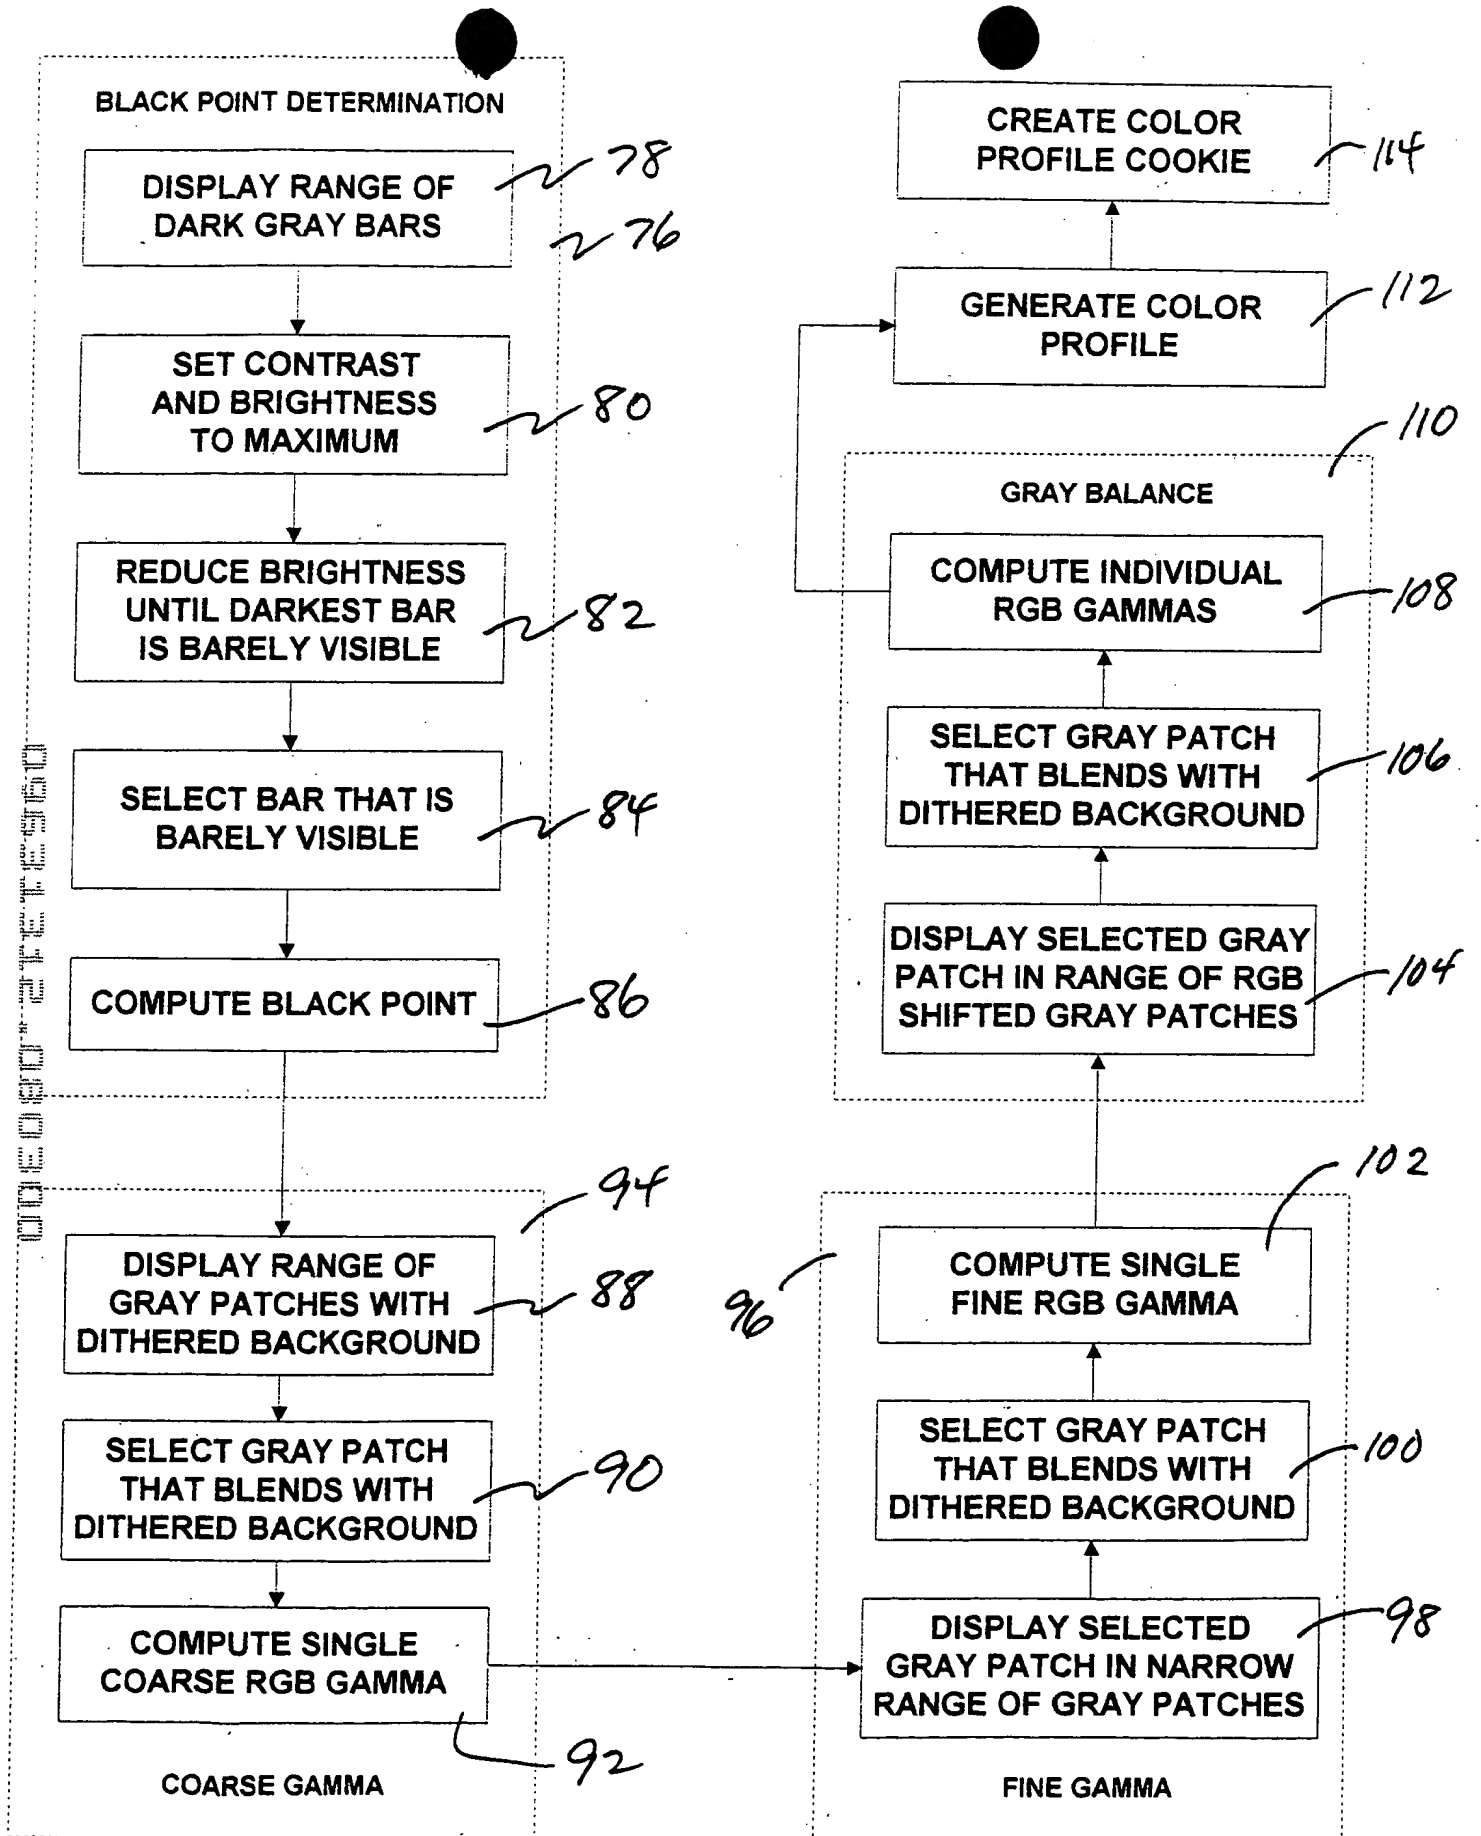 BLACK POINT DETERMINATION
DISPLAY RANGE OF
DARK GRAY BARS
78
76
SET CONTRAST
AND BRIGHTNESS
TO MAXIMUM
80
REDUCE BRIGHTNESS
UNTIL DARKEST BAR
IS BARELY VISIBLE
82
SELECT BAR THAT IS
BARELY VISIBLE
84
COMPUTE BLACK POINT
86
94
DISPLAY RANGE OF
GRAY PATCHES WITH
DITHERED BACKGROUND
88
SELECT GRAY PATCH
THAT BLENDS WITH
DITHERED BACKGROUND
90
COMPUTE SINGLE
COARSE RGB GAMMA
92
COARSE GAMMA
CREATE COLOR
PROFILE COOKIE
114
GENERATE COLOR
PROFILE
112
110
GRAY BALANCE
COMPUTE INDIVIDUAL
RGB GAMMAS
108
SELECT GRAY PATCH
THAT BLENDS WITH
DITHERED BACKGROUND
106
DISPLAY SELECTED GRAY
PATCH IN RANGE OF RGB
SHIFTED GRAY PATCHES
104
102
COMPUTE SINGLE
FINE RGB GAMMA
96
SELECT GRAY PATCH
THAT BLENDS WITH
DITHERED BACKGROUND
100
DISPLAY SELECTED
GRAY PATCH IN NARROW
RANGE OF GRAY PATCHES
98
FINE GAMMA